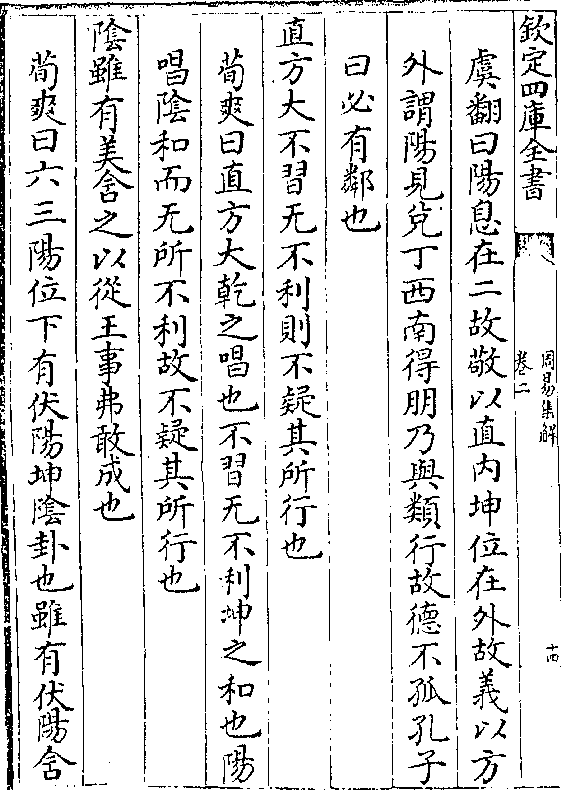 欽定四庫全書
周易集解
卷二
十四
虞翻曰陽息在二故敬以直内坤位在外故義以方
外謂陽見兌丁西南得朋乃與類行故德不孤孔子
曰必有鄰也
直方大不習无不利則不疑其所行也
荀爽曰直方大乾之唱也不習无不利坤之和也陽
唱陰和而无所不利故不疑其所行也
陰雖有美含之以從王事弗敢成也
荀爽曰六三陽位下有伏陽坤陰卦也雖有伏陽含